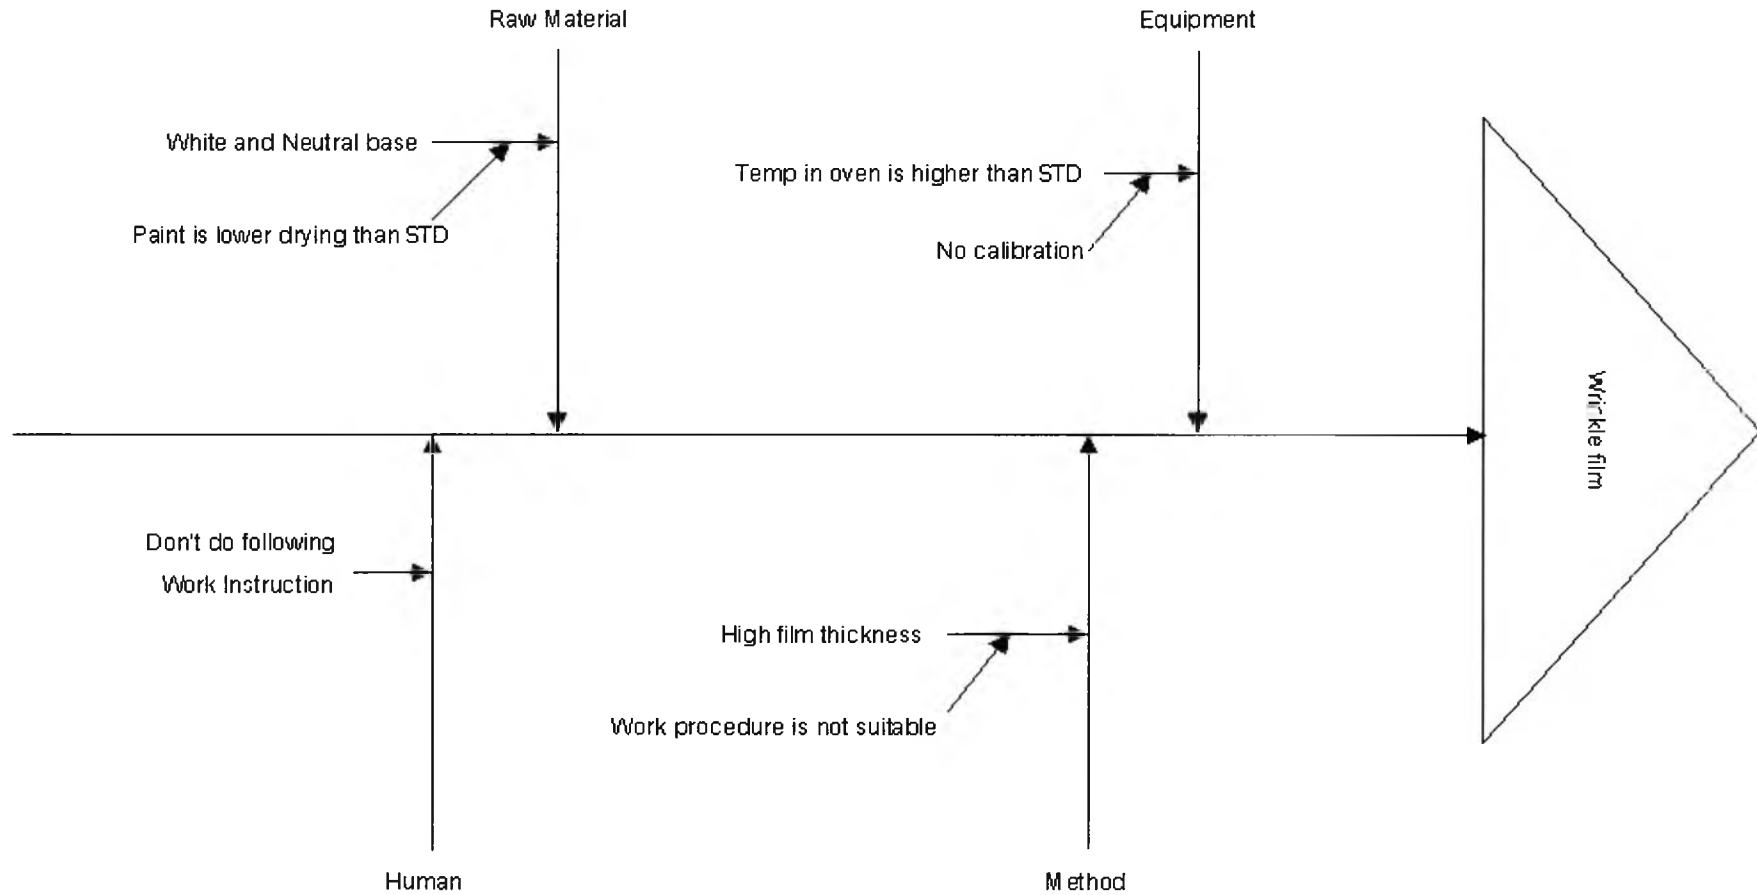 Raw Material
Equipment
White and Neutral base
Temp in oven is higher than STD
Paint is lower drying than STD
No calibration
Wrinkle film
Don't do following
Work Instruction
High film thickness
Work procedure is not suitable
Human
Method